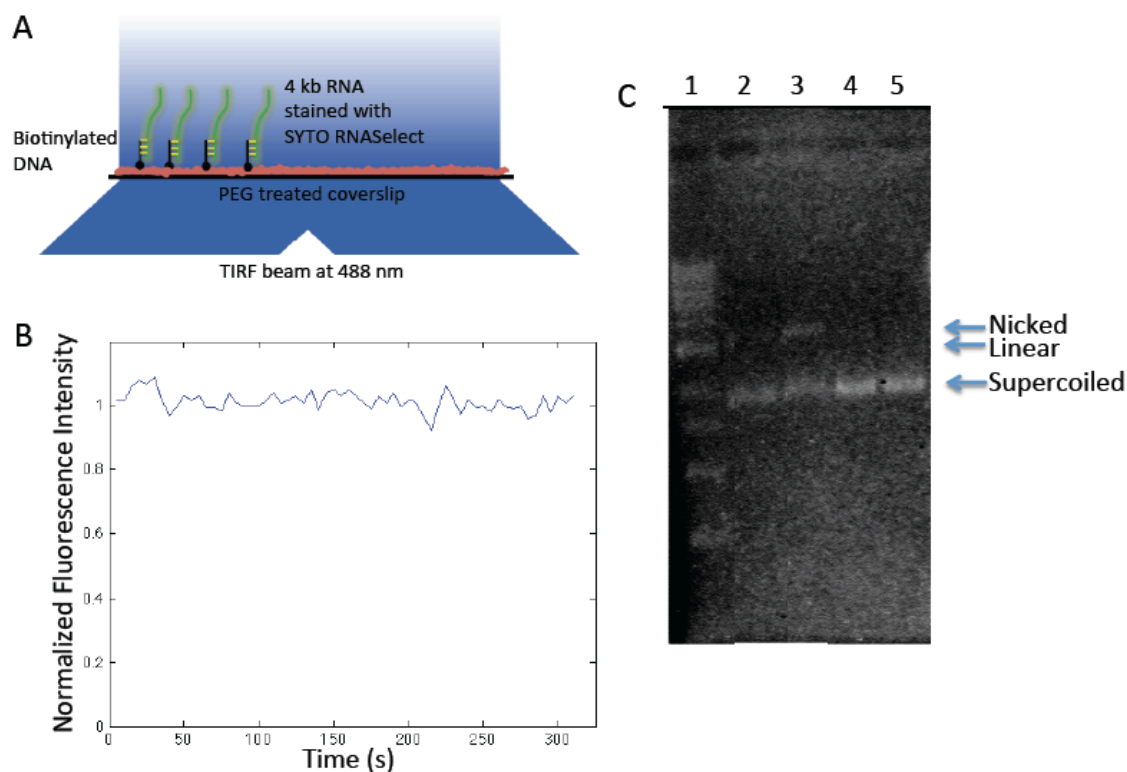 A
4 kb RNA
stained with
SYTO RNASelect
Biotinylated
DNA
PEG treated coverslip
TIRF beam at 488 nm
B
Normalized Fluorescence Intensity
1
0.8
0.6
0.4
0.2
0
0
50
100
150
200
250
300
Time (s)
C
1 2 3 4 5
Nicked
Linear
Supercoiled